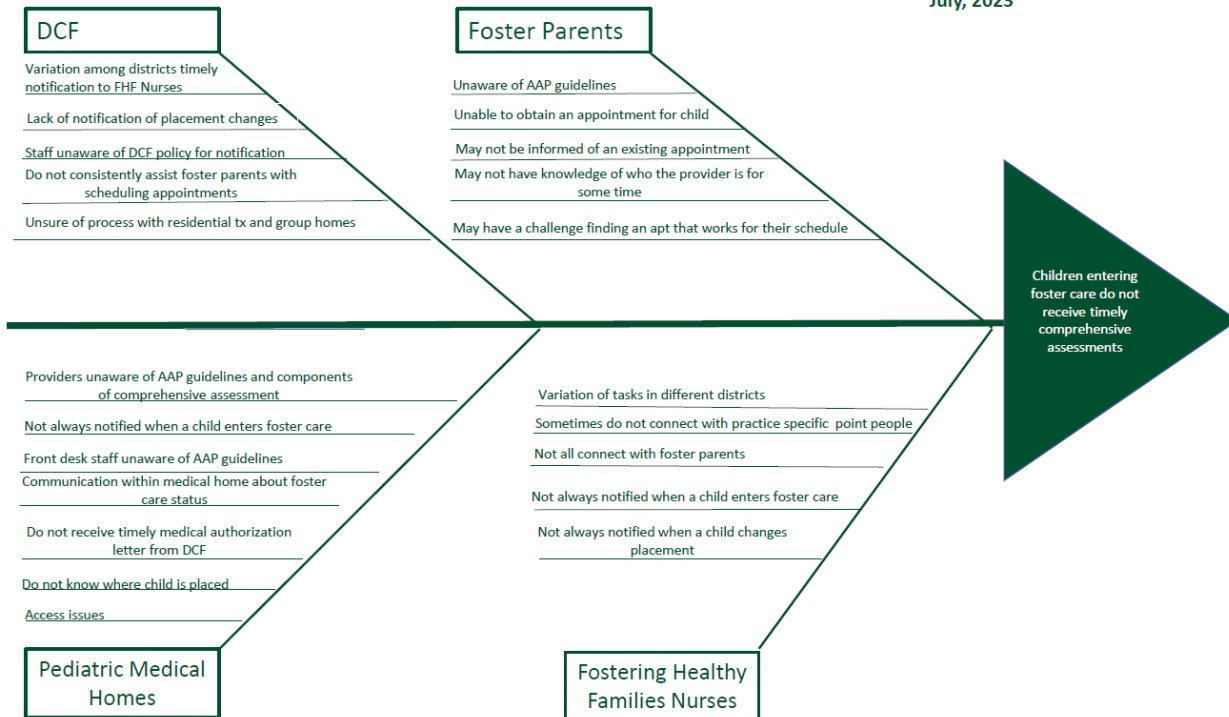 July, 2023
DCF
Variation among districts timely
notification to FHF Nurses
Lack of notification of placement changes
Staff unaware of DCF policy for notification
Do not consistently assist foster parents with
scheduling appointments
Unsure of process with residential tx and group homes
Foster Parents
Unaware of AAP guidelines
Unable to obtain an appointment for child
May not be informed of an existing appointment
May not have knowledge of who the provider is for
some time
May have a challenge finding an apt that works for their schedule
Children entering
foster care do not
receive timely
comprehensive
assessments
Providers unaware of AAP guidelines and components
of comprehensive assessment
Not always notified when a child enters foster care
Front desk staff unaware of AAP guidelines
Communication within medical home about foster
care status
Do not receive timely medical authorization
letter from DCF
Do not know where child is placed
Access issues
Pediatric Medical
Homes
Variation of tasks in different districts
Sometimes do not connect with practice specific point people
Not all connect with foster parents
Not always notified when a child enters foster care
Not always notified when a child changes
placement
Fostering Healthy
Families Nurses